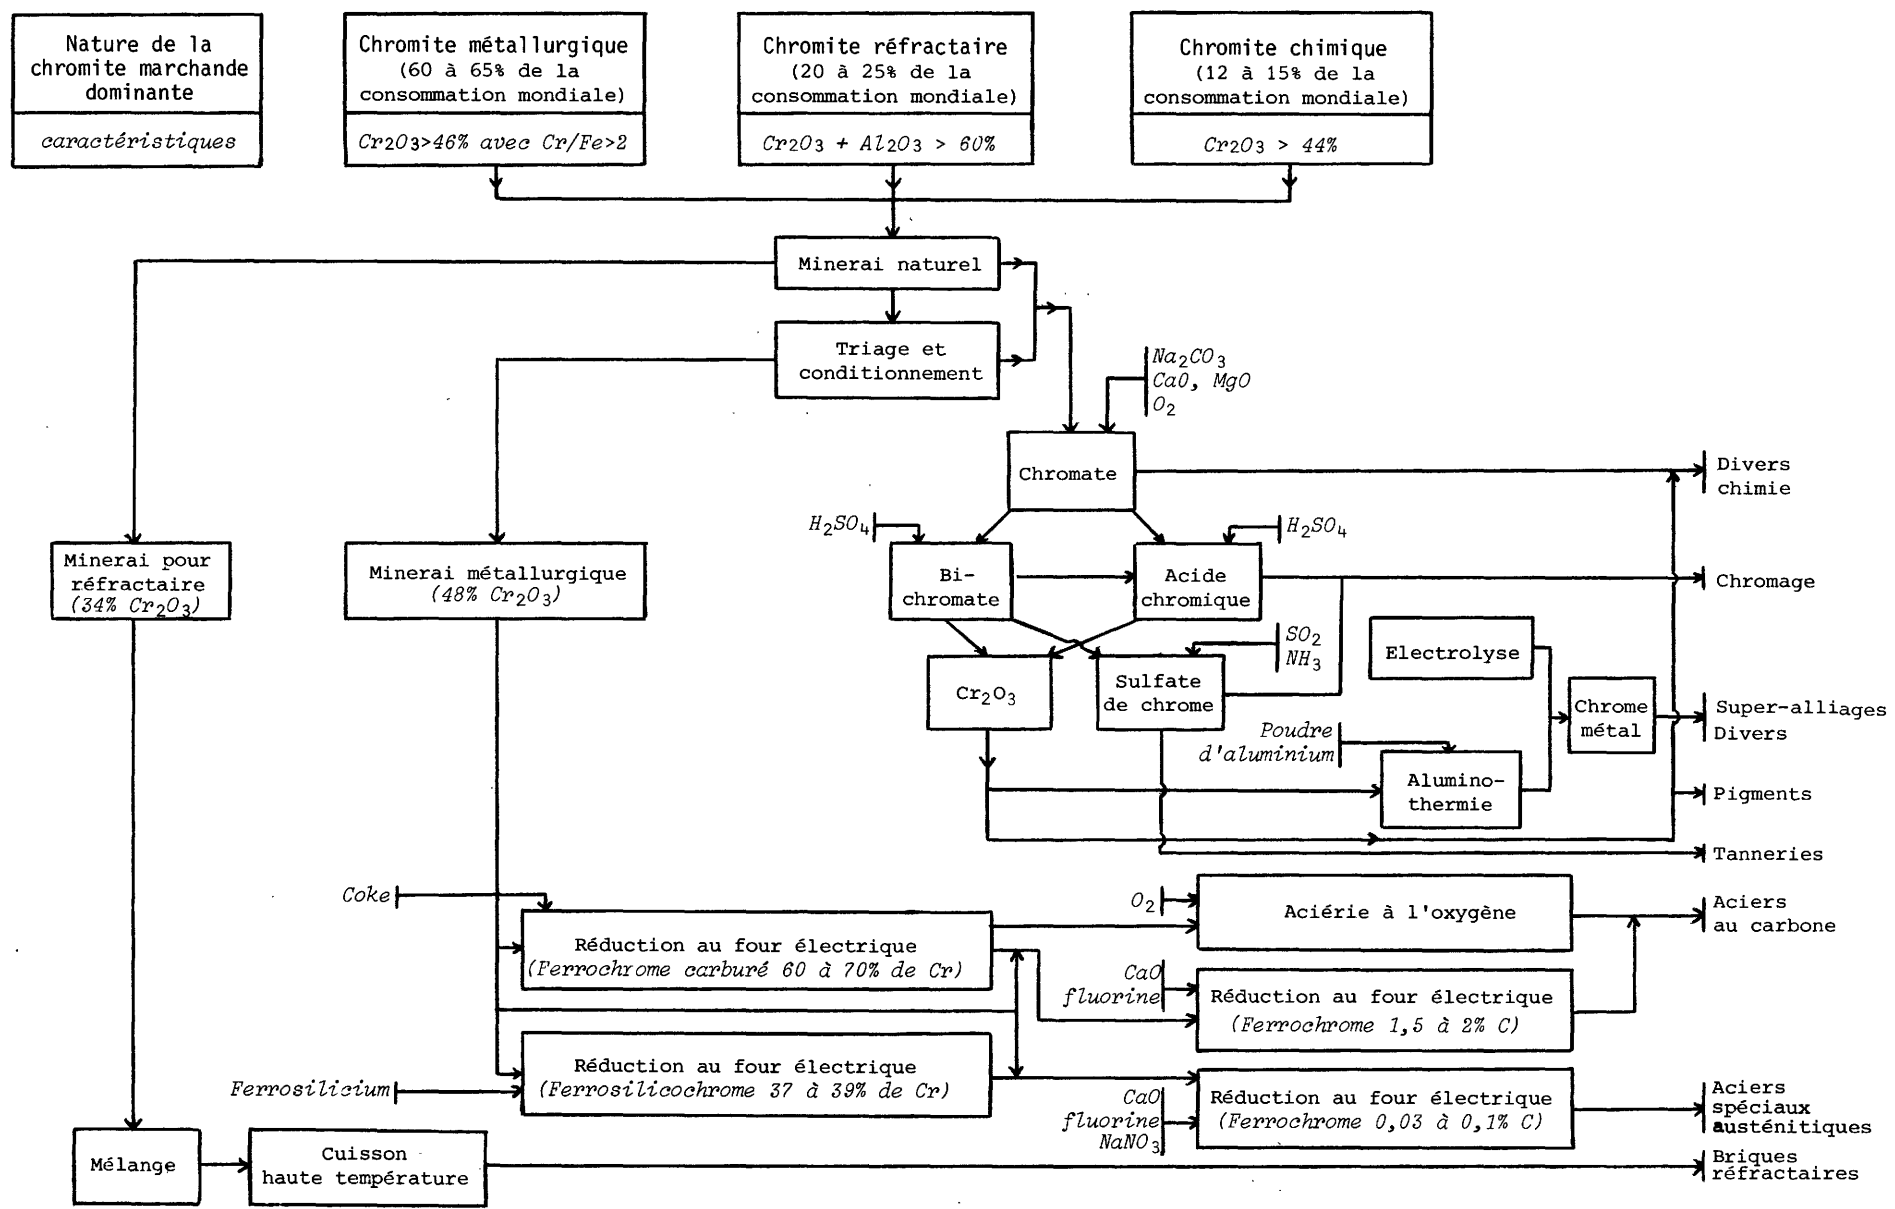 Nature de la
chromite marchande
dominante
caractéristiques
Chromite métallurgique
(60 à 65% de la
consommation mondiale)
Cr2O3>46% avec Cr/Fe>2
Chromite réfractaire
(20 à 25% de la
consommation mondiale)
Cr2O3 + Al2O3 > 60%
Chromite chimique
(12 à 15% de la
consommation mondiale)
Cr2O3 > 44%
Minerai naturel
Triage et
conditionnement
Na2CO3
CaO, MgO
O2
Chromate
Divers
chimie
H2SO4
H2SO4
Minerai pour
réfractaire
(34% Cr2O3)
Minerai métallurgique
(48% Cr2O3)
Bi-
chromate
Acide
chromique
Chromage
SO2
NH3
Electrolyse
Cr2O3
Sulfate
de chrome
Chrome
métal
Super-alliages
Divers
Poudre
d'aluminium
Alumino-
thermie
Pigments
Tanneries
Coke
O2
Aciérie à l'oxygène
Aciers
au carbone
Réduction au four électrique
(Ferrochrome carburé 60 à 70% de Cr)
CaO
fluorine
Réduction au four électrique
(Ferrochrome 1,5 à 2% C)
Réduction au four électrique
(Ferrosilicochrome 37 à 39% de Cr)
Ferrosilicium
CaO
fluorine
NaNO3
Réduction au four électrique
(Ferrochrome 0,03 à 0,1% C)
Aciers
spéciaux
austénitiques
Mélange
Cuisson
haute température
Briques
réfractaires